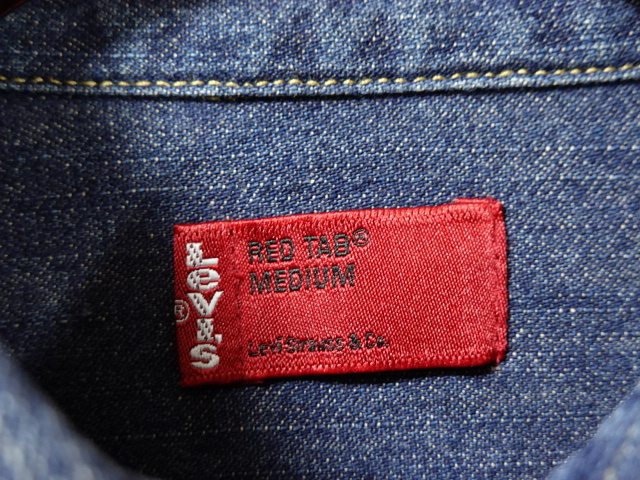 LEVI'S®
RED TAB®
MEDIUM
Levi Strauss & Co.